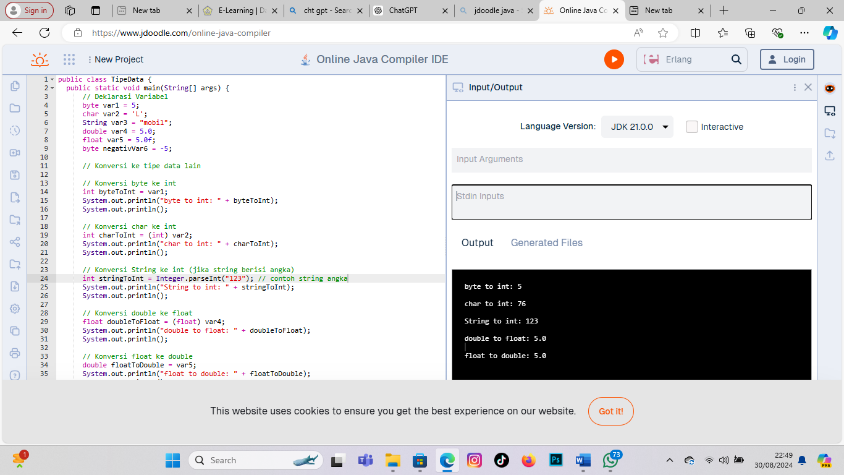 Sign in
New tab
E-Learning | D
cht gpt - Sear
ChatGPT
jdoodle java -
Online Java Co
New tab
https://www.jdoodle.com/online-java-compiler
New Project
Online Java Compiler IDE
Erlang
Login
1 public class TipeData {
2 public static void main(String[] args) {
3 // Deklarasi Variabel
4 byte var1 = 5;
5 char var2 = 'L';
6 String var3 = "mobil";
7 double var4 = 5.0;
8 float var5 = 5.0f;
9 byte negatifVar6 = -5;
10
11 // Konversi ke tipe data lain
12
13 // Konversi byte ke int
14 int byteToInt = var1;
15 System.out.println("byte to int: " + byteToInt);
16 System.out.println();
17
18 // Konversi char ke int
19 int charToInt = (int) var2;
20 System.out.println("char to int: " + charToInt);
21 System.out.println();
22
23 // Konversi String ke int (jika string berisi angka)
24 int stringToInt = Integer.parseInt("123"); // contoh string angka
25 System.out.println("String to int: " + stringToInt);
26 System.out.println();
27
28 // Konversi double ke float
29 float doubleToFloat = (float) var4;
30 System.out.println("double to float: " + doubleToFloat);
31 System.out.println();
32
33 // Konversi float ke double
34 double floatToDouble = var5;
35 System.out.println("float to double: " + floatToDouble);
Input/Output
Language Version: JDK 21.0.0 Interactive
Input Arguments
Stdin Inputs
Output Generated Files
byte to int: 5
char to int: 76
String to int: 123
double to float: 5.0
float to double: 5.0
This website uses cookies to ensure you get the best experience on our website. Got it!
1
Search
73
22:49
30/08/2024